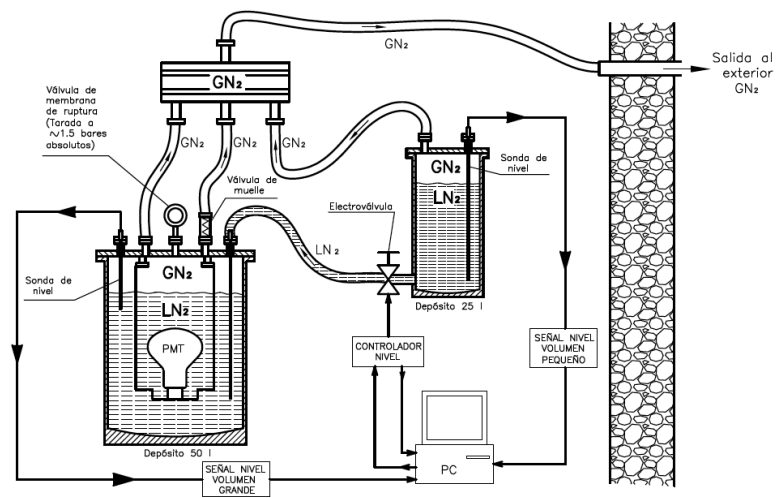 GN₂
Salida al
exterior
GN₂
GN₂
Válvula de
membrana
de ruptura
(Tarada a
~1.5 bares
absolutos)
GN₂
GN₂
GN₂
Válvula de
muelle
GN₂
LN₂
Sonda de
nivel
Electroválvula
LN₂
Sonda de
nivel
GN₂
LN₂
PMT
Depósito 25 l
CONTROLADOR
NIVEL
SEÑAL NIVEL
VOLUMEN
PEQUEÑO
Depósito 50 l
SEÑAL NIVEL
VOLUMEN
GRANDE
PC